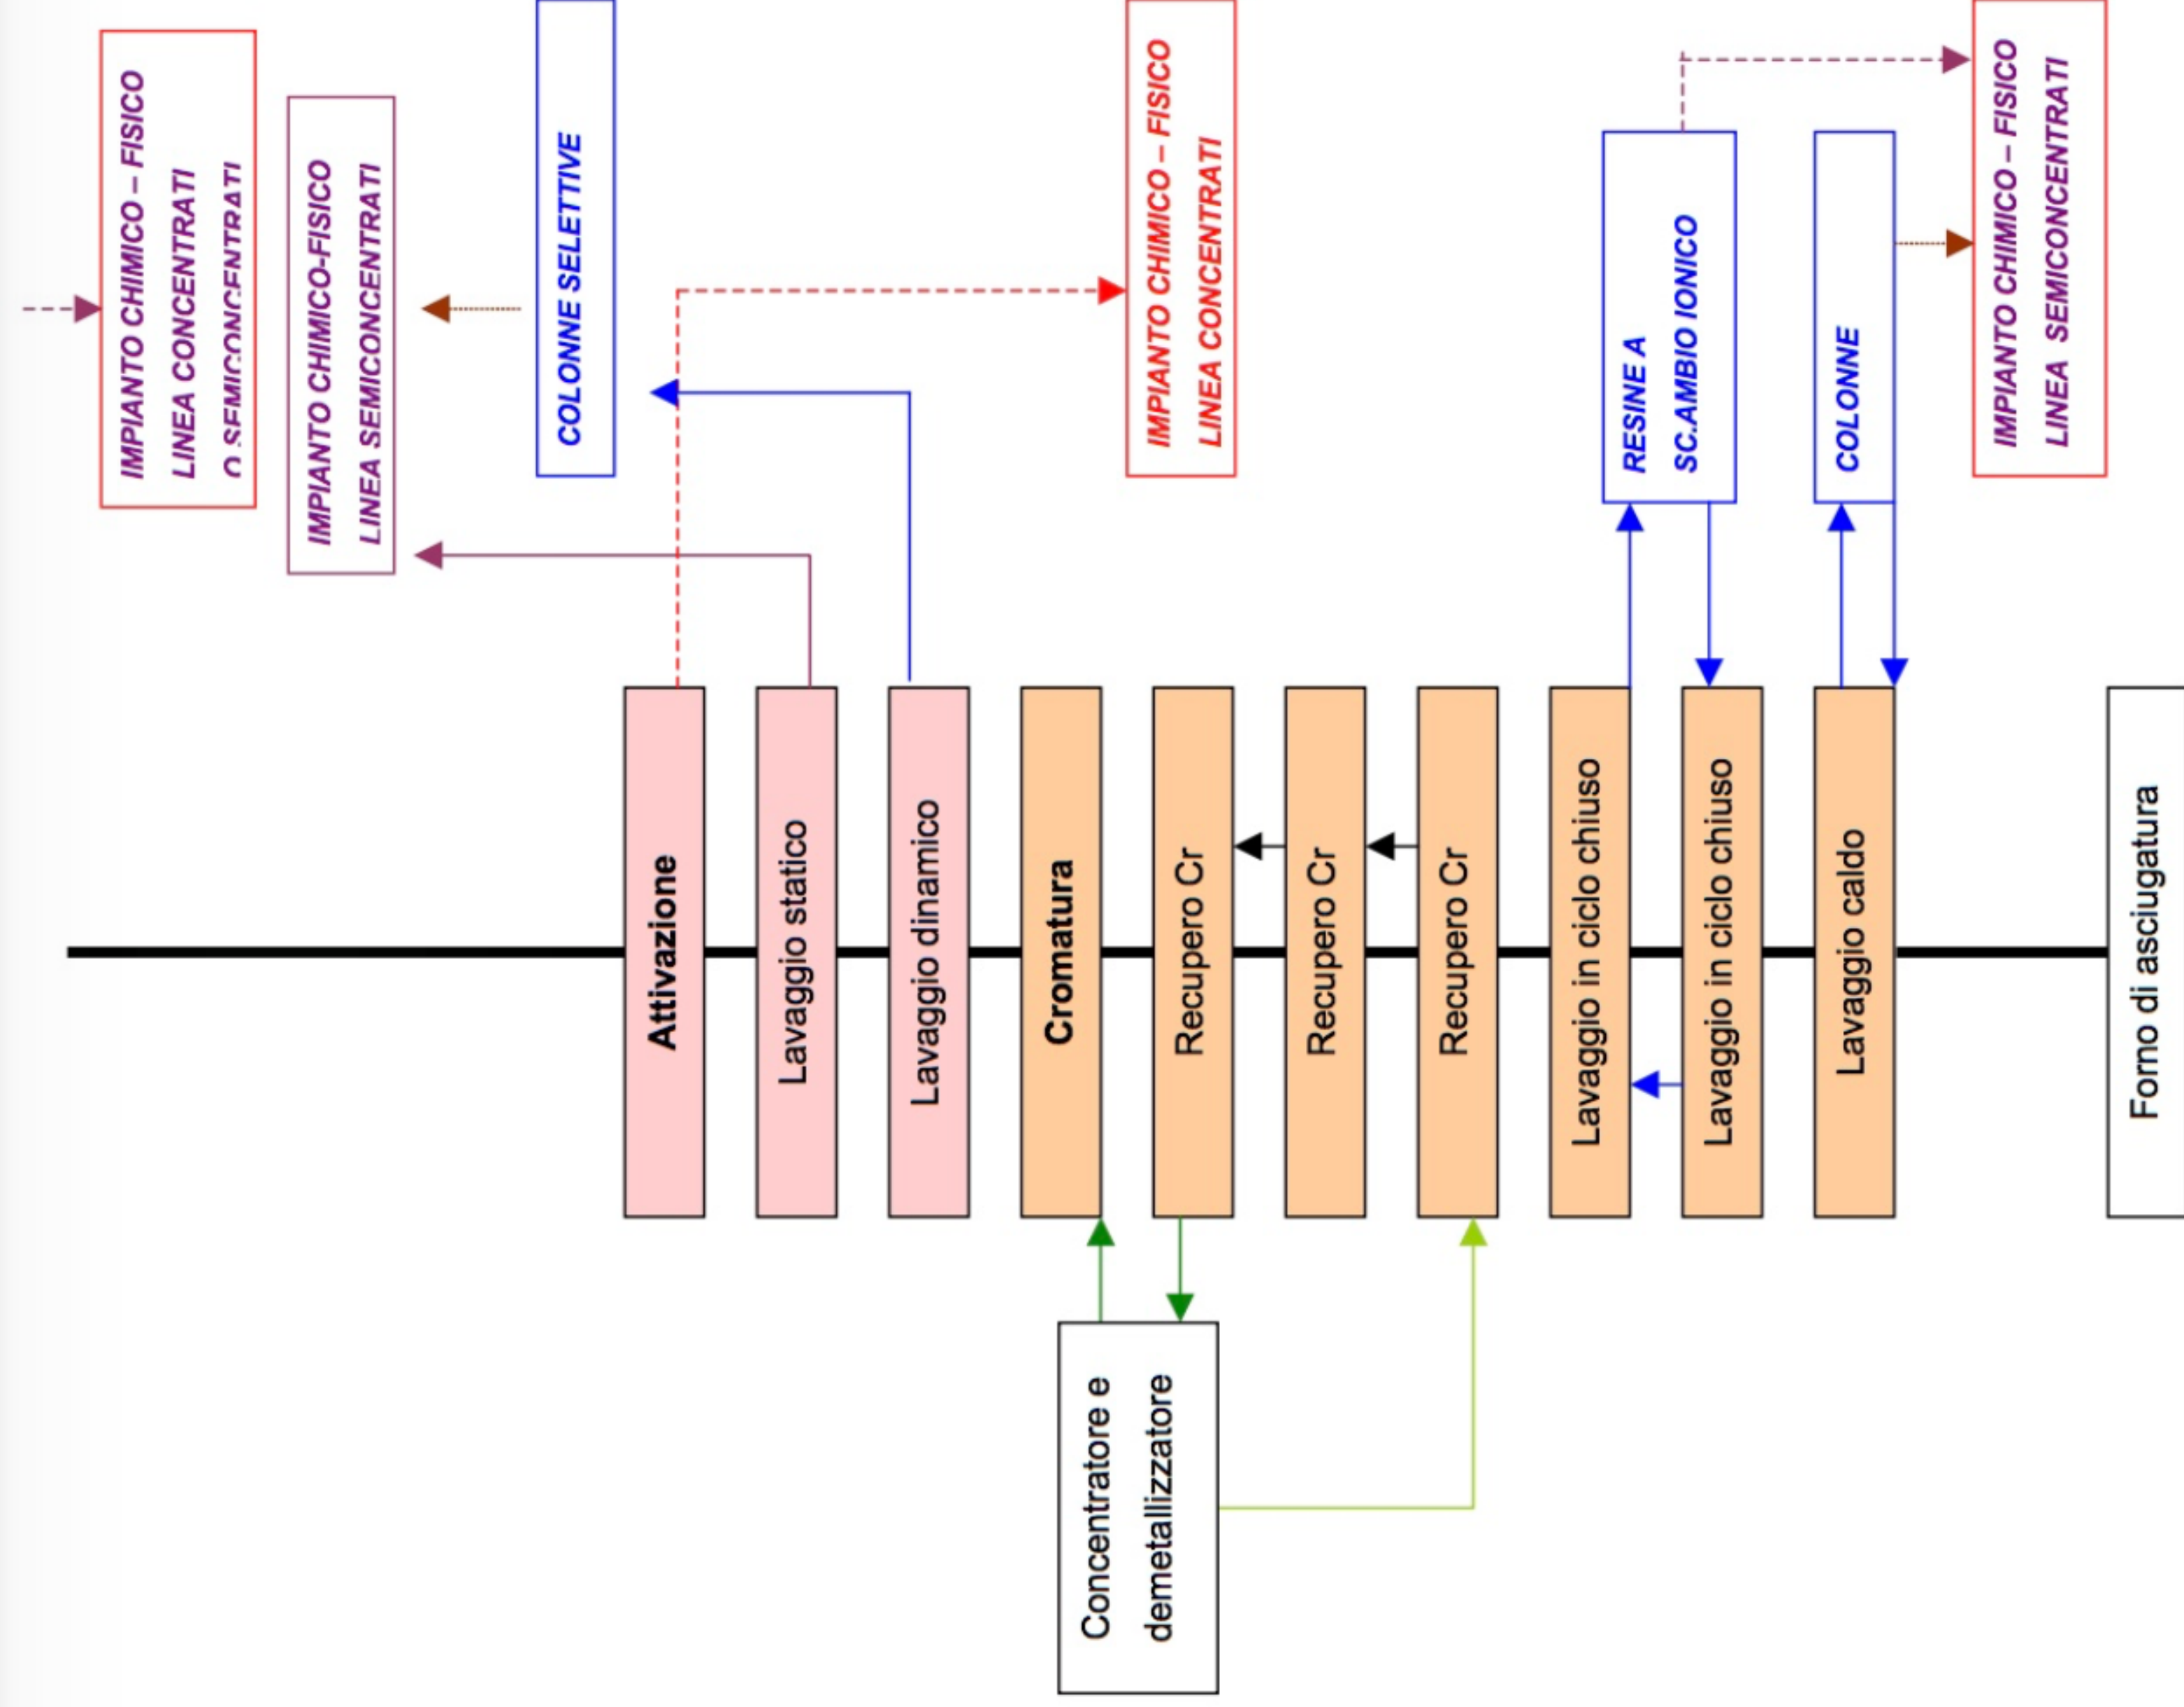 IMPIANTO CHIMICO – FISICO
LINEA CONCENTRATI
O SEMICONCENTRATI
IMPIANTO CHIMICO-FISICO
LINEA SEMICONCENTRATI
COLONNE SELETTIVE
IMPIANTO CHIMICO – FISICO
LINEA CONCENTRATI
RESINE A
SC.AMBIO IONICO
COLONNE
IMPIANTO CHIMICO – FISICO
LINEA SEMICONCENTRATI
Attivazione
Lavaggio statico
Lavaggio dinamico
Cromatura
Recupero Cr
Recupero Cr
Recupero Cr
Lavaggio in ciclo chiuso
Lavaggio in ciclo chiuso
Lavaggio caldo
Forno di asciugatura
Concentratore e
demetallizzatore